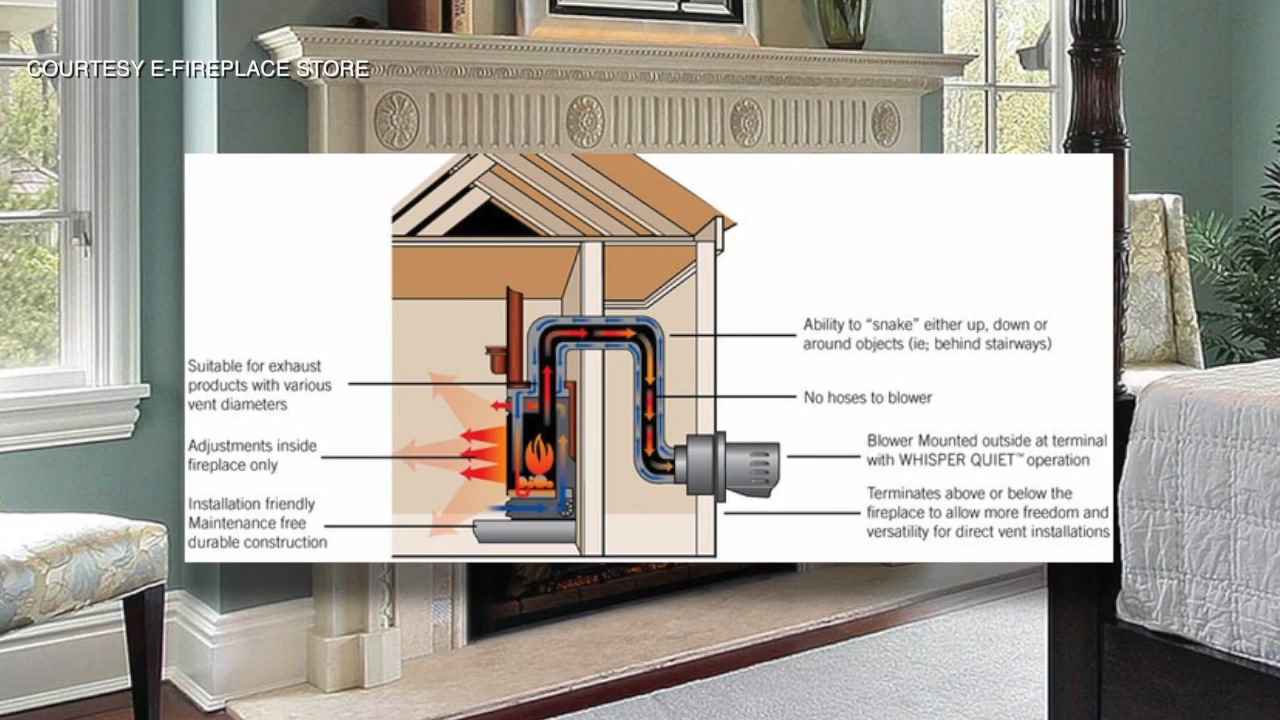 COURTESY E-FIREPLACE STORE
Suitable for exhaust
products with various
vent diameters
Adjustments inside
fireplace only
Installation friendly
Maintenance free
durable construction
Ability to “snake” either up, down or
around objects (ie; behind stairways)
No hoses to blower
Blower Mounted outside at terminal
with WHISPER QUIET™ operation
Terminates above or below the
fireplace to allow more freedom and
versatility for direct vent installations